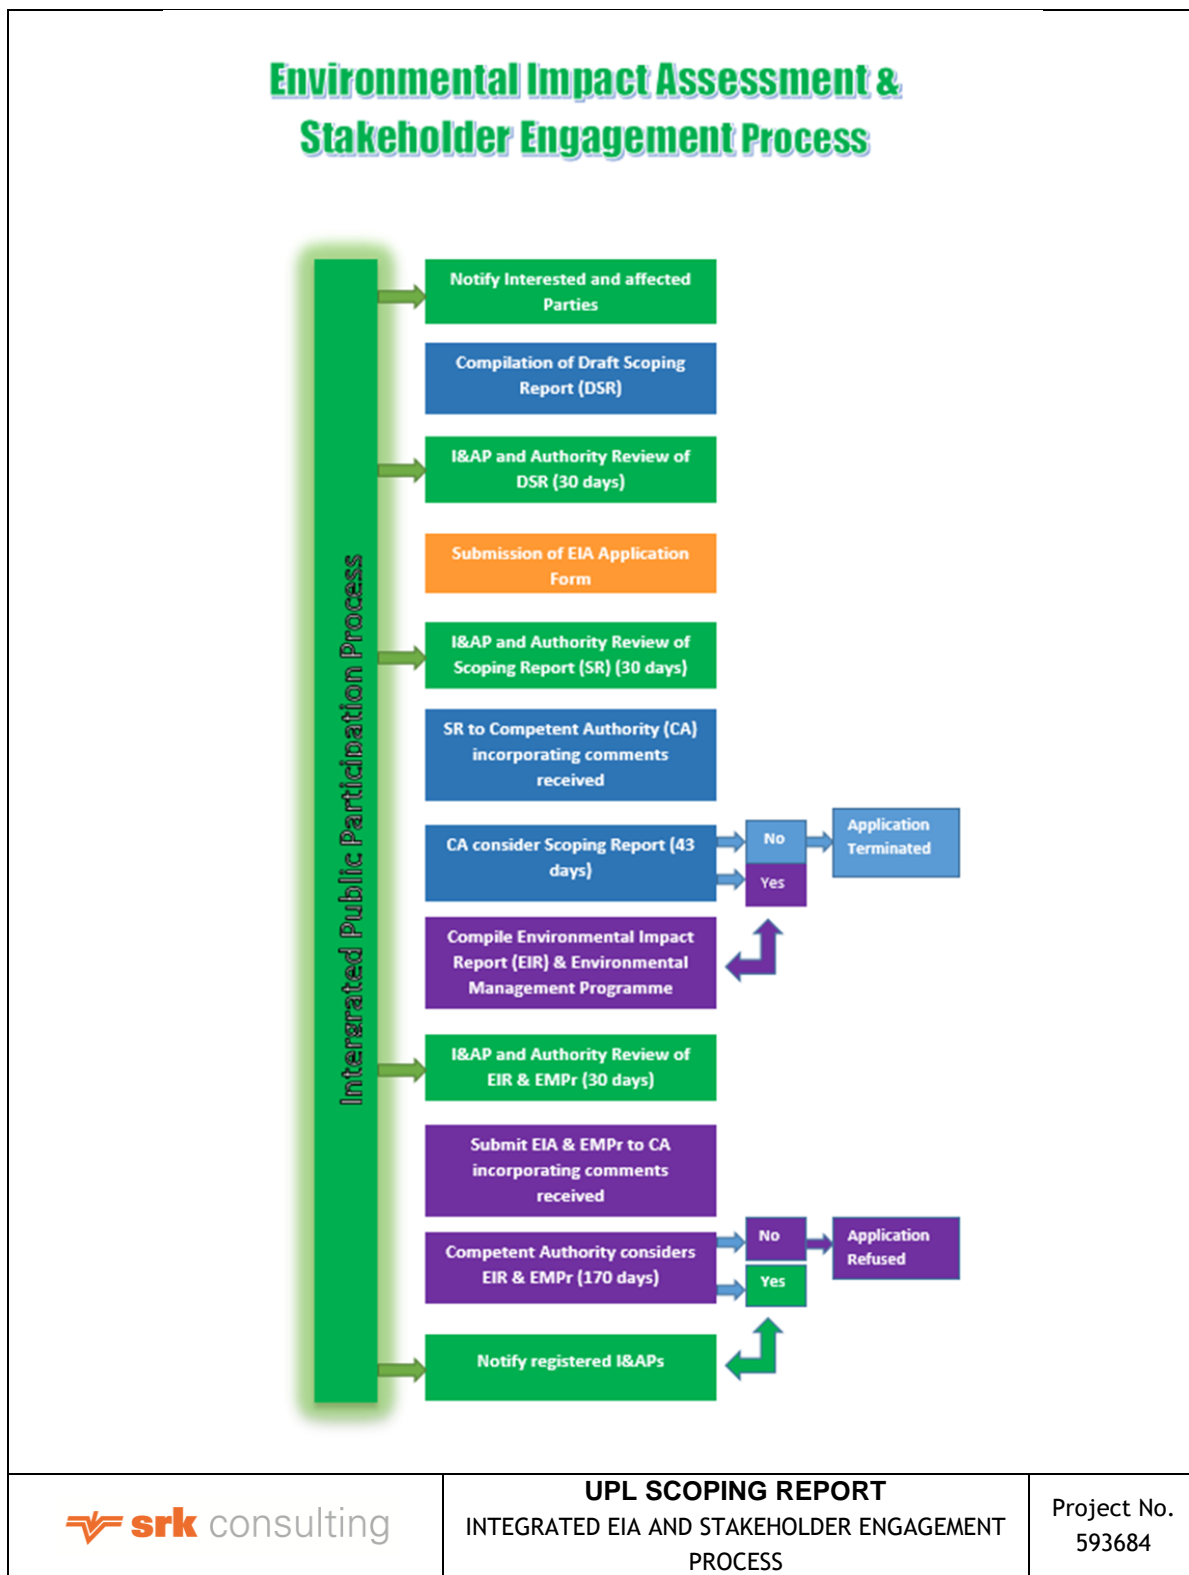 Environmental Impact Assessment &
Stakeholder Engagement Process
Intergrated Public Participation Process
Notify Interested and affected
Parties
Compilation of Draft Scoping
Report (DSR)
I&AP and Authority Review of
DSR (30 days)
Submission of EIA Application
Form
I&AP and Authority Review of
Scoping Report (SR) (30 days)
SR to Competent Authority (CA)
incorporating comments
received
CA consider Scoping Report (43
days)
No
Application
Terminated
Yes
Compile Environmental Impact
Report (EIR) & Environmental
Management Programme
I&AP and Authority Review of
EIR & EMPr (30 days)
Submit EIA & EMPr to CA
incorporating comments
received
Competent Authority considers
EIR & EMPr (170 days)
No
Application
Refused
Yes
Notify registered I&APs
srk consulting
UPL SCOPING REPORT
INTEGRATED EIA AND STAKEHOLDER ENGAGEMENT
PROCESS
Project No.
593684